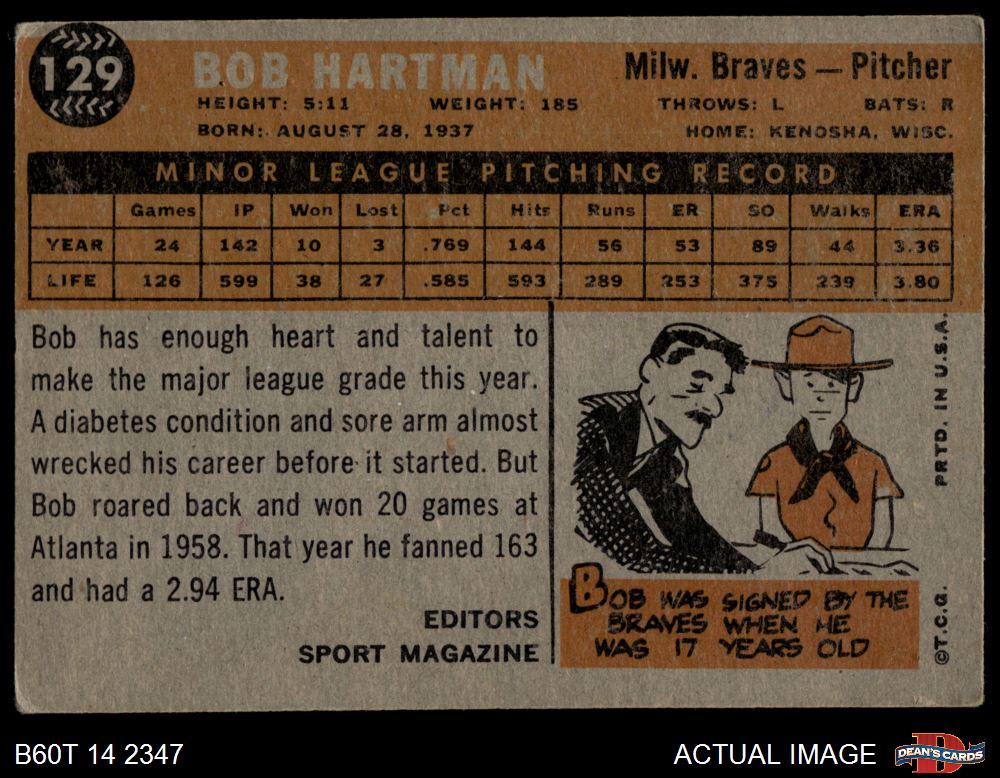 129
BOB HARTMAN
Milw. Braves — Pitcher
HEIGHT: 5:11 WEIGHT: 185 THROWS: L BATS: R
BORN: AUGUST 28, 1937 HOME: KENOSHA, WISC.
MINOR LEAGUE PITCHING RECORD
Games IP Won Lost Pct Hits Runs ER SO Walks ERA
YEAR 24 142 10 3 .769 144 56 53 89 44 3.36
LIFE 126 599 38 27 .585 593 289 253 375 239 3.80
Bob has enough heart and talent to
make the major league grade this year.
A diabetes condition and sore arm almost
wrecked his career before it started. But
Bob roared back and won 20 games at
Atlanta in 1958. That year he fanned 163
and had a 2.94 ERA.
EDITORS
SPORT MAGAZINE
BOB WAS SIGNED BY THE
BRAVES WHEN HE
WAS 17 YEARS OLD
PRTD. IN U.S.A.
©T.C.G.
B60T 14 2347
ACTUAL IMAGE
D
DEAN'S CARDS